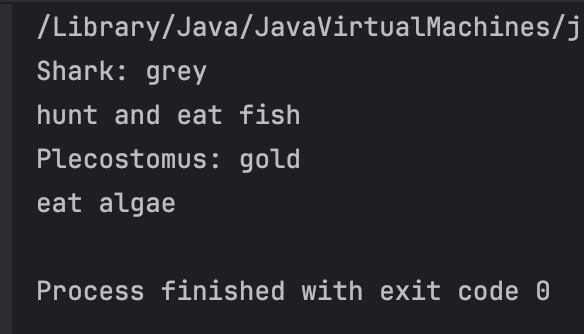 /Library/Java/JavaVirtualMachines/j
Shark: grey
hunt and eat fish
Plecostomus: gold
eat algae
Process finished with exit code 0